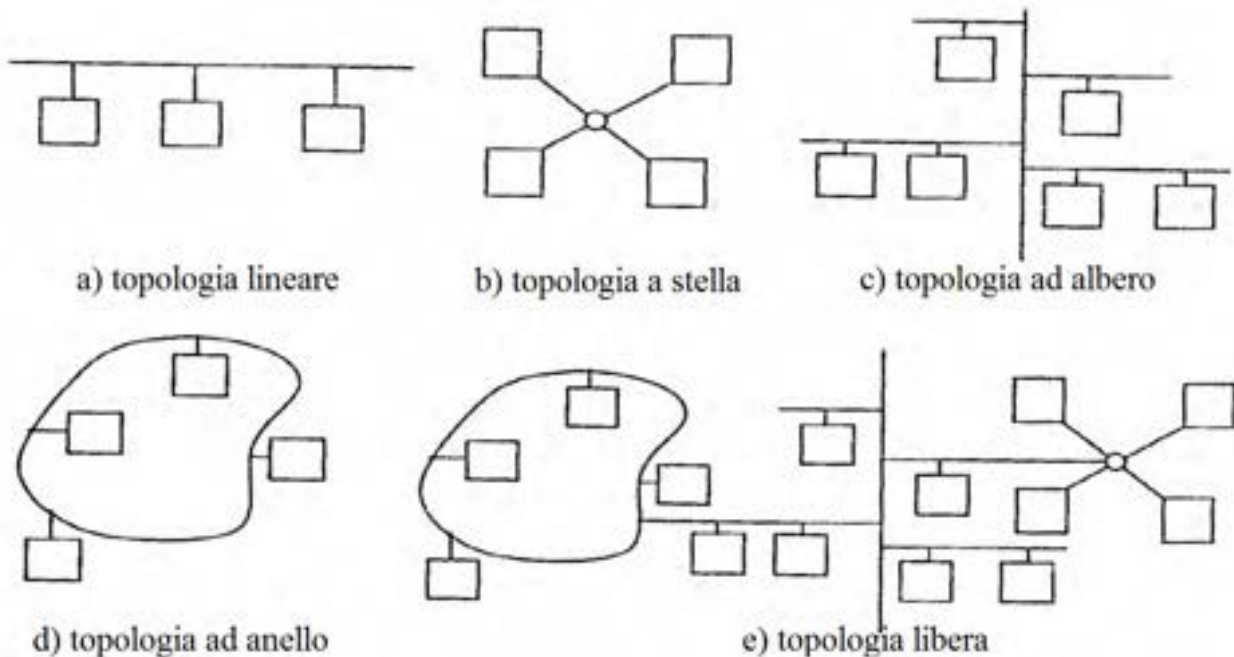 a) topologia lineare
b) topologia a stella
c) topologia ad albero
d) topologia ad anello
e) topologia libera